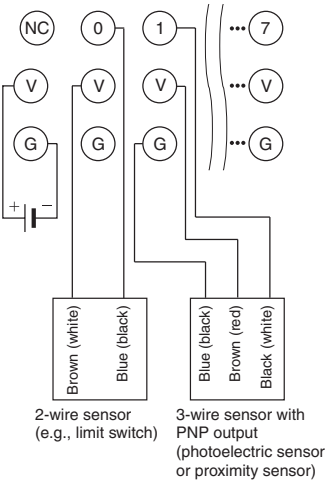 NC 0 1 ••• 7
V V V ••• V
G G G ••• G
+ −
Brown (white)
Blue (black)
Blue (black)
Brown (red)
Black (white)
2-wire sensor
(e.g., limit switch)
3-wire sensor with
PNP output
(photoelectric sensor
or proximity sensor)